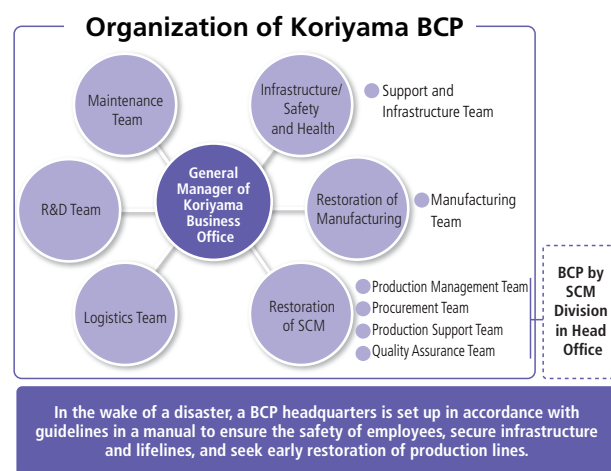 Organization of Koriyama BCP
Maintenance
Team
Infrastructure/
Safety
and Health
Support and
Infrastructure Team
General
Manager of
Koriyama
Business
Office
R&D Team
Restoration of
Manufacturing
Manufacturing
Team
Logistics Team
Restoration
of SCM
Production Management Team
Procurement Team
Production Support Team
Quality Assurance Team
BCP by
SCM
Division
in Head
Office
In the wake of a disaster, a BCP headquarters is set up in accordance with
guidelines in a manual to ensure the safety of employees, secure infrastructure
and lifelines, and seek early restoration of production lines.